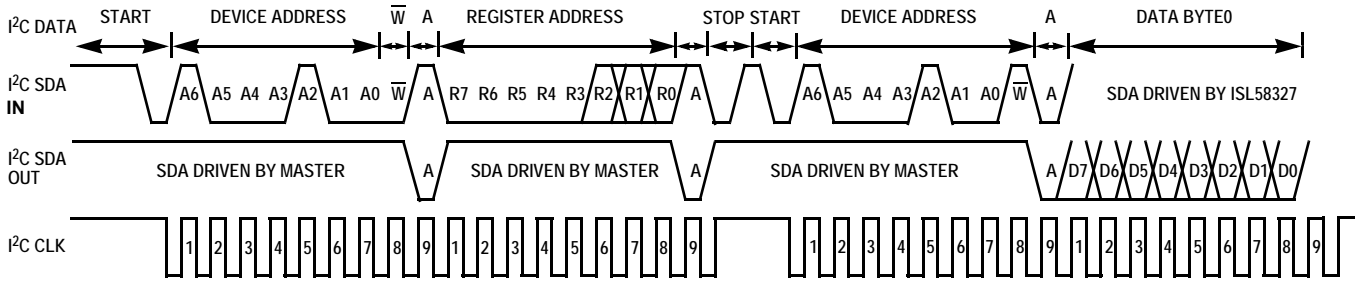 I²C DATA START DEVICE ADDRESS W̅ A REGISTER ADDRESS STOP START DEVICE ADDRESS A DATA BYTE0
I²C SDA IN A6 A5 A4 A3 A2 A1 A0 W̅ A R7 R6 R5 R4 R3 R2 R1 R0 A A6 A5 A4 A3 A2 A1 A0 W̅ A SDA DRIVEN BY ISL58327
I²C SDA OUT SDA DRIVEN BY MASTER A SDA DRIVEN BY MASTER A SDA DRIVEN BY MASTER A D7 D6 D5 D4 D3 D2 D1 D0
I²C CLK 1 2 3 4 5 6 7 8 9 1 2 3 4 5 6 7 8 9 1 2 3 4 5 6 7 8 9 1 2 3 4 5 6 7 8 9